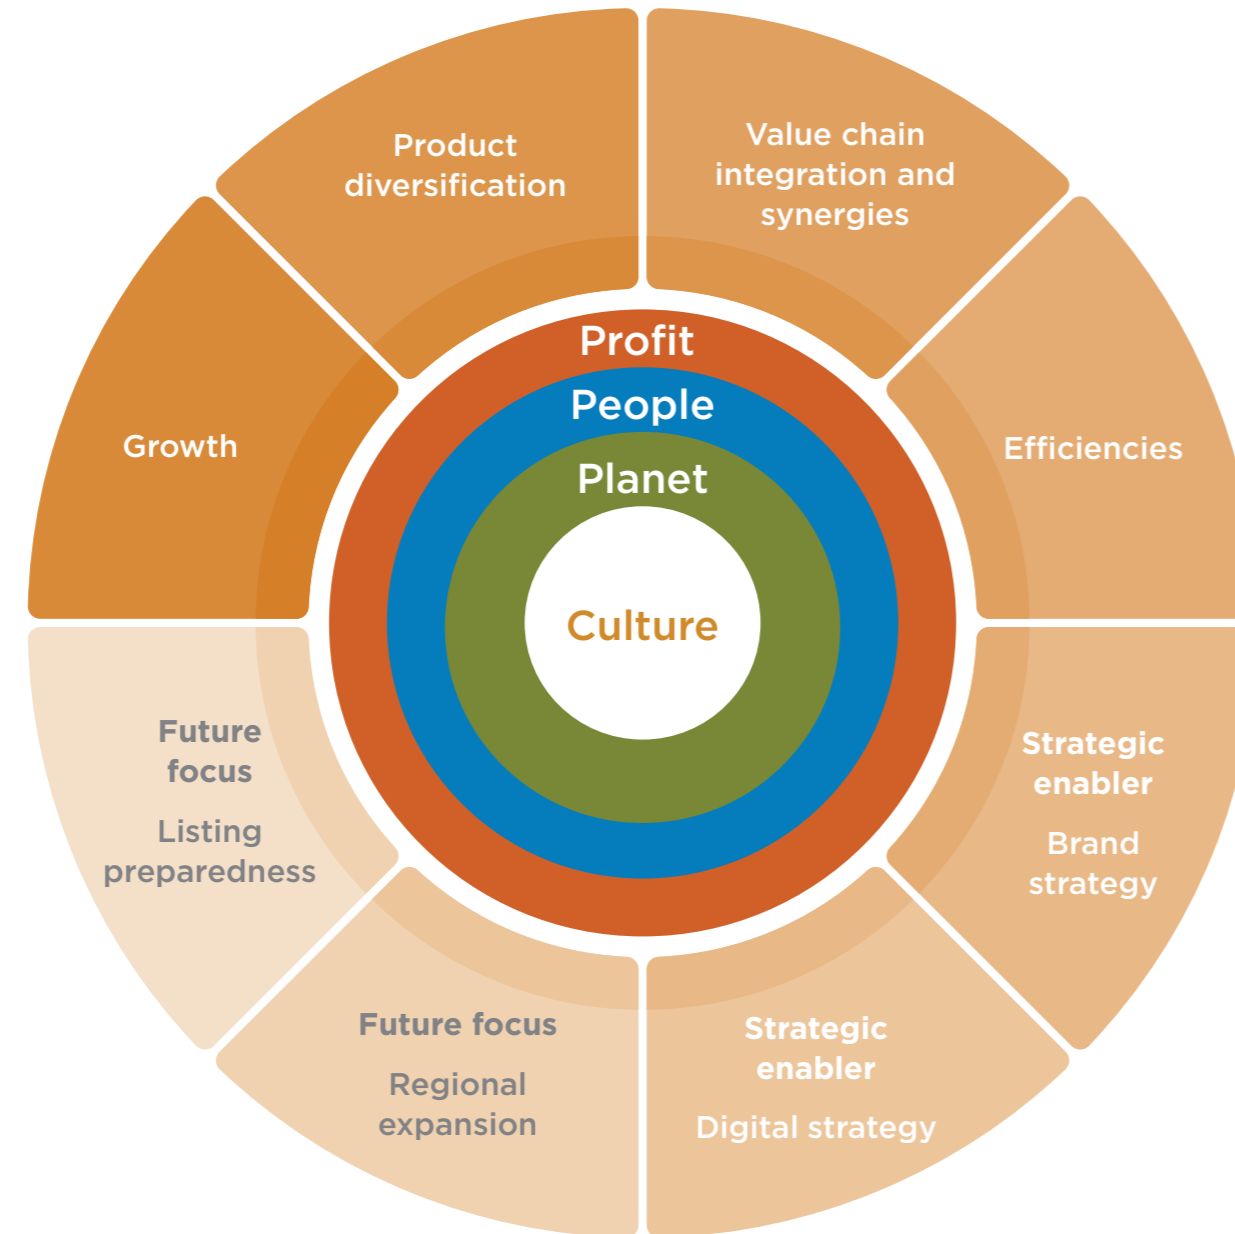 Product
diversification
Value chain
integration and
synergies
Growth
Efficiencies
Profit
People
Planet
Culture
Future
focus
Listing
preparedness
Strategic
enabler
Brand
strategy
Future focus
Regional
expansion
Strategic
enabler
Digital strategy